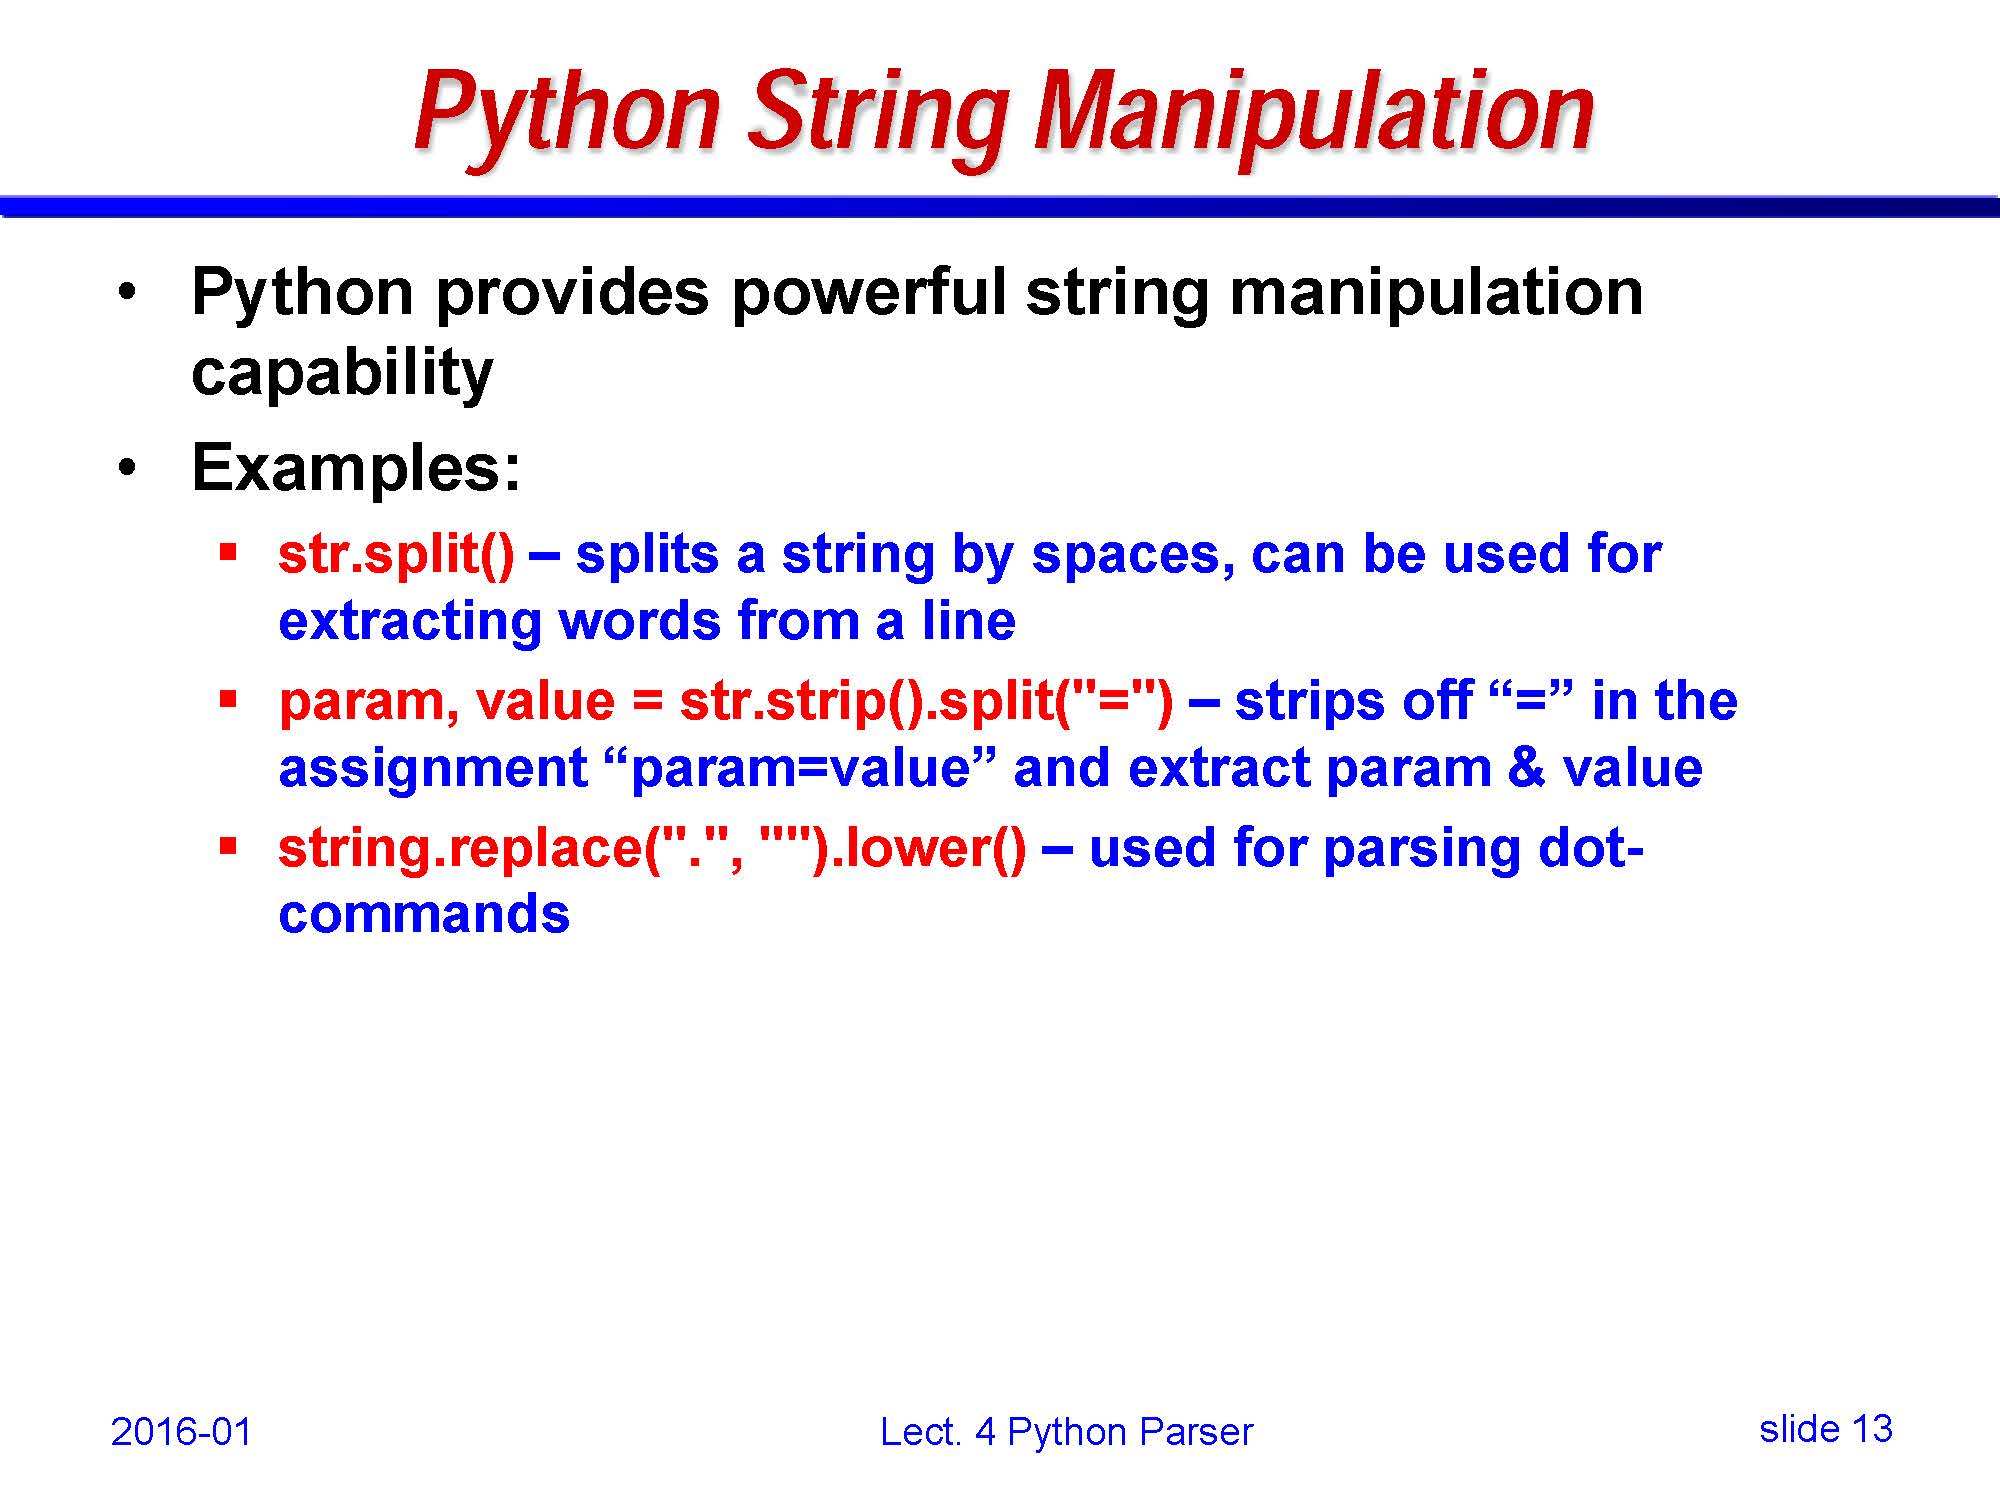 Python String Manipulation
• Python provides powerful string manipulation
capability
• Examples:
▪ str.split() – splits a string by spaces, can be used for
extracting words from a line
▪ param, value = str.strip().split("=") – strips off “=” in the
assignment “param=value” and extract param & value
▪ string.replace(".", "").lower() – used for parsing dot-
commands
2016-01
Lect. 4 Python Parser
slide 13